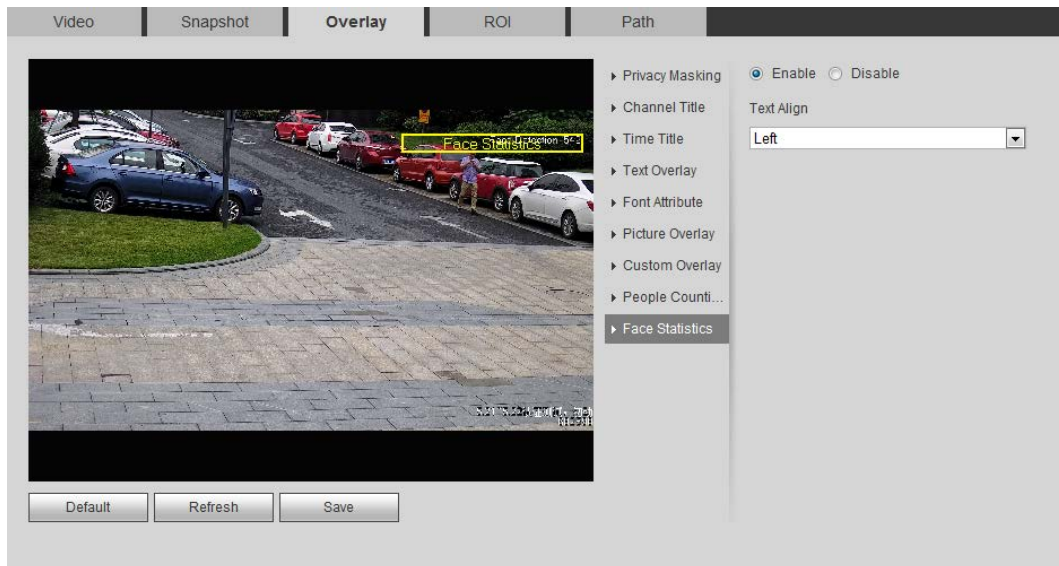 Video
Snapshot
Overlay
ROI
Path
Face Statistics
Privacy Masking
Channel Title
Time Title
Text Overlay
Font Attribute
Picture Overlay
Custom Overlay
People Counti...
Face Statistics
Enable
Disable
Text Align
Left
Default
Refresh
Save